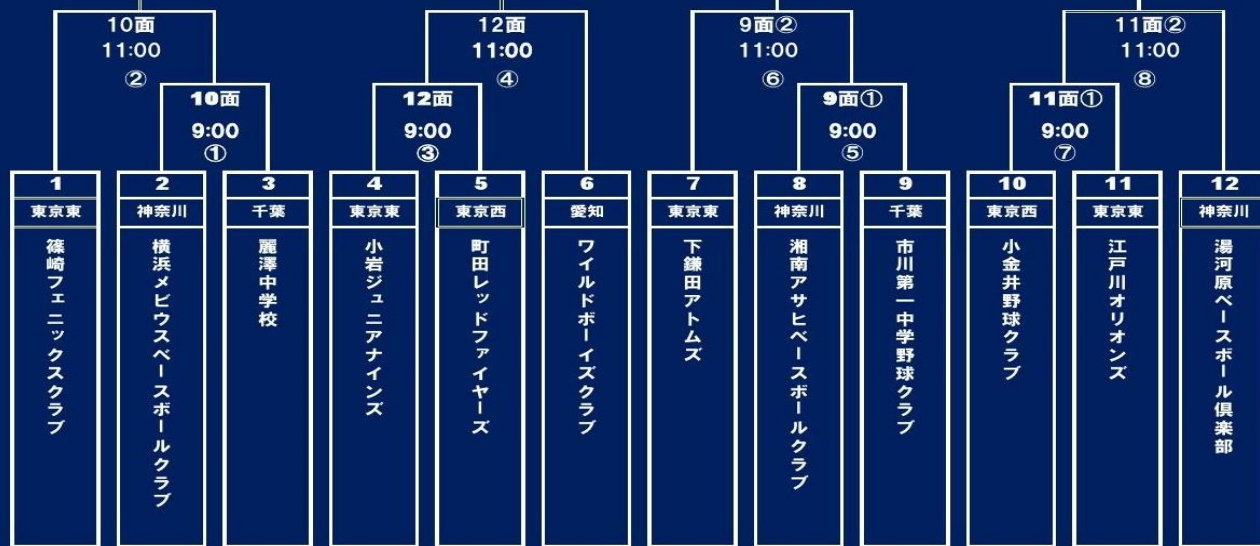 10面
11:00
②
12面
11:00
④
9面②
11:00
⑥
11面②
11:00
⑧
10面
9:00
①
12面
9:00
③
9面①
9:00
⑤
11面①
9:00
⑦
1
東京東
篠崎フェニックスクラブ
2
神奈川
横浜メビウスベースボールクラブ
3
千葉
麗澤中学校
4
東京東
小岩ジュニアナインズ
5
東京西
町田レッドファイヤーズ
6
愛知
ワイルドボーイズクラブ
7
東京東
下鎌田アトムズ
8
神奈川
湘南アサヒベースボールクラブ
9
千葉
市川第一中学野球クラブ
10
東京西
小金井野球クラブ
11
東京東
江戸川オリオンズ
12
神奈川
湯河原ベースボール倶楽部